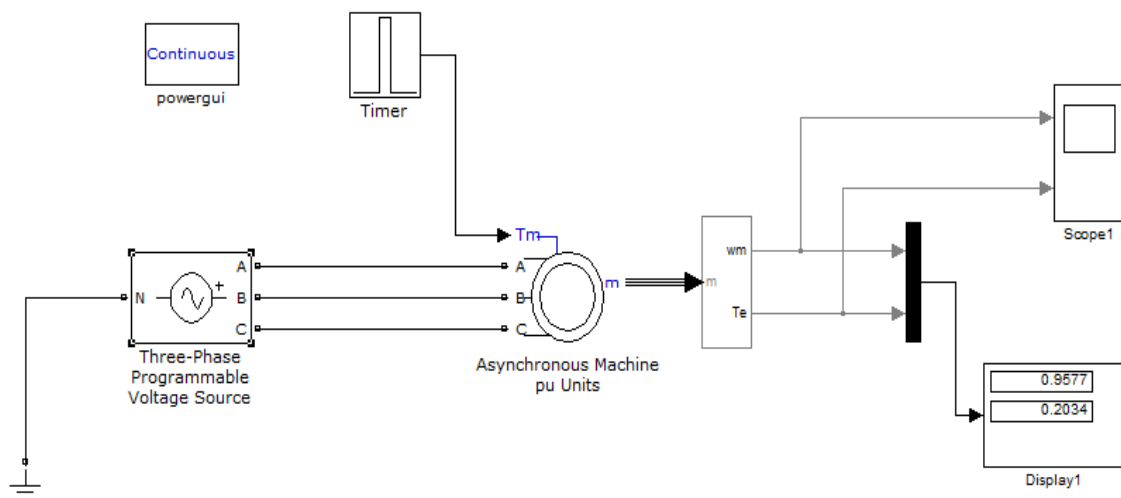 Continuous
powergui
Timer
Scope1
Tm
A
B
C
N
+
A
B
C
m
m
wm
Te
Three-Phase
Programmable
Voltage Source
Asynchronous Machine
pu Units
0.9577
0.2034
Display1